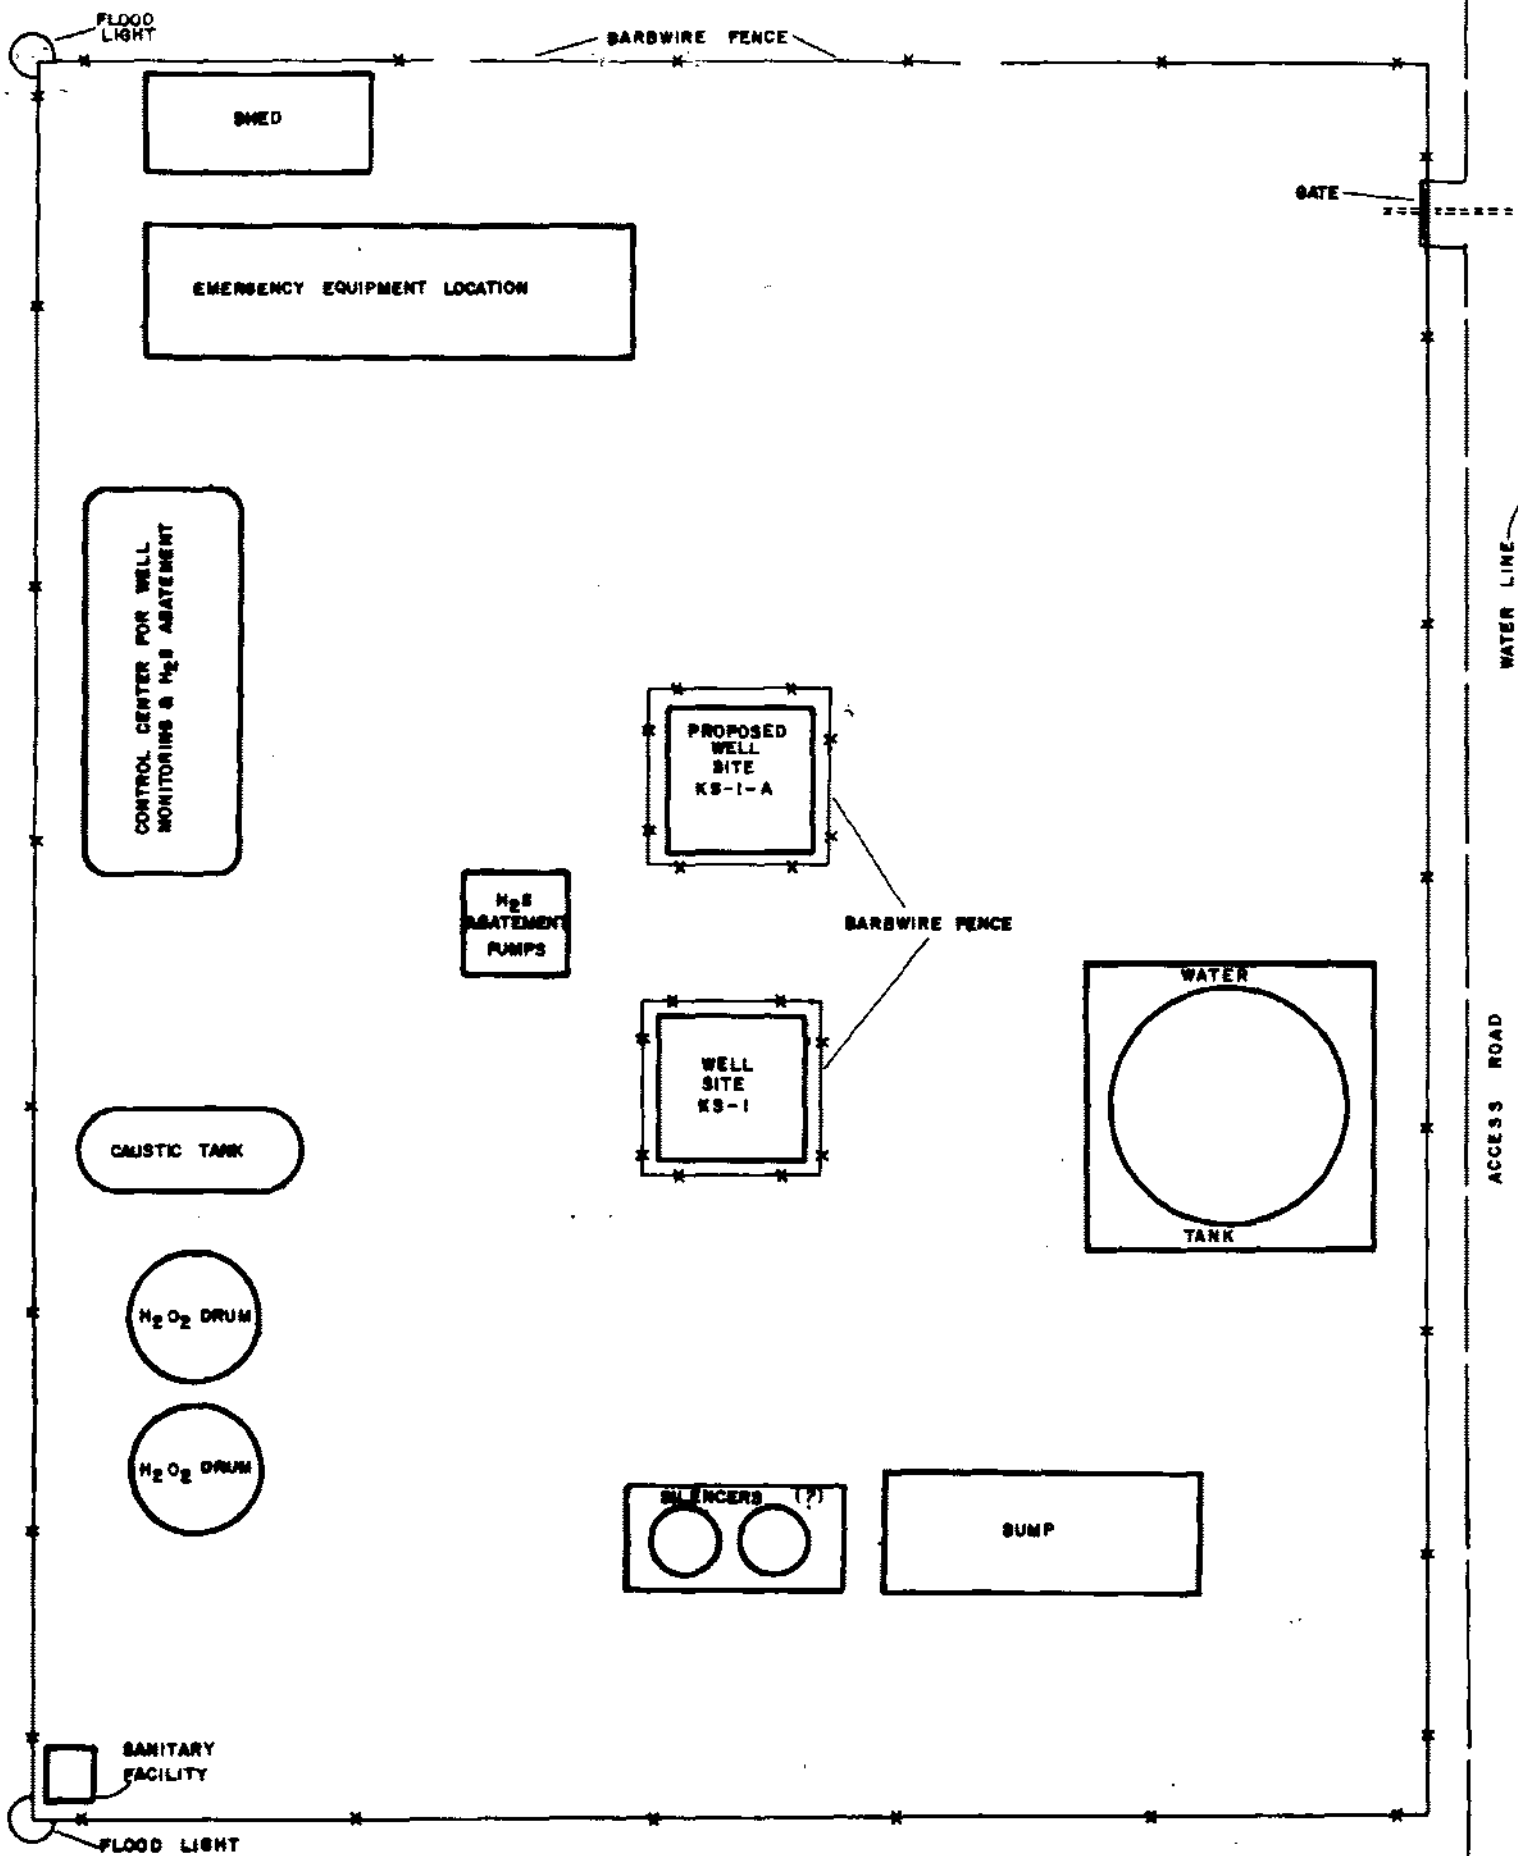 FLOOD
LIGHT
BARBWIRE FENCE
SHED
GATE
EMERGENCY EQUIPMENT LOCATION
CONTROL CENTER FOR WELL
MONITORING & H2S ABATEMENT
WATER LINE
PROPOSED
WELL
SITE
KS-1-A
H2S
ABATEMENT
PUMPS
BARBWIRE FENCE
WATER
TANK
WELL
SITE
KS-1
ACCESS ROAD
CAUSTIC TANK
H2O2 DRUM
H2O2 DRUM
SILENCERS (?)
SUMP
SANITARY
FACILITY
FLOOD LIGHT